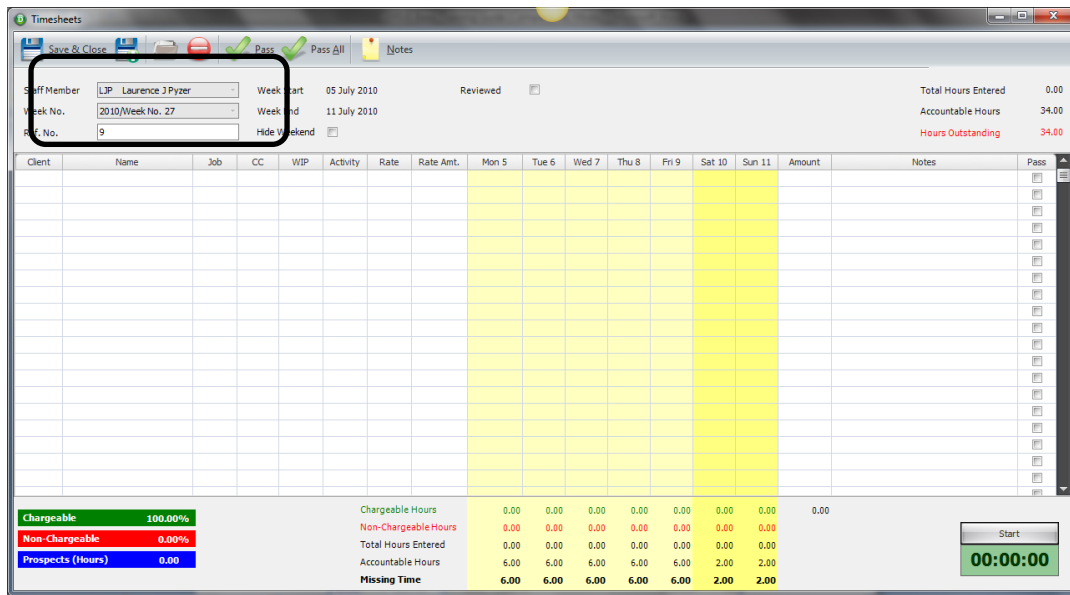 Timesheets
Save & Close Pass Pass All Notes
Staff Member LJP Laurence J Pyzer Week Start 05 July 2010 Reviewed Total Hours Entered 0.00
Week No. 2010/Week No. 27 Week End 11 July 2010 Accountable Hours 34.00
Ref. No. 9 Hide Weekend Hours Outstanding 34.00
Client Name Job CC WIP Activity Rate Rate Amt. Mon 5 Tue 6 Wed 7 Thu 8 Fri 9 Sat 10 Sun 11 Amount Notes Pass
Chargeable Hours 0.00 0.00 0.00 0.00 0.00 0.00 0.00 0.00
Chargeable 100.00%
Non-Chargeable Hours 0.00 0.00 0.00 0.00 0.00 0.00 0.00
Non-Chargeable 0.00%
Start
Total Hours Entered 0.00 0.00 0.00 0.00 0.00 0.00 0.00
Prospects (Hours) 0.00
Accountable Hours 6.00 6.00 6.00 6.00 6.00 2.00 2.00
00:00:00
Missing Time 6.00 6.00 6.00 6.00 6.00 2.00 2.00